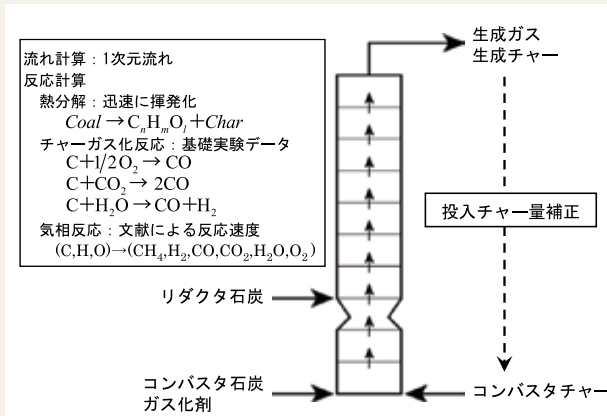 流れ計算：1次元流れ
反応計算
熱分解：迅速に揮発化
Coal→CnHmOl+Char
チャーガス化反応：基礎実験データ
C+1/2O2→CO
C+CO2→2CO
C+H2O→CO+H2
気相反応：文献による反応速度
(C,H,O)→(CH4,H2,CO,CO2,H2O,O2)
生成ガス
生成チャー
投入チャー量補正
リダクタ石炭
コンバスタ石炭
ガス化剤
コンバスタチャー